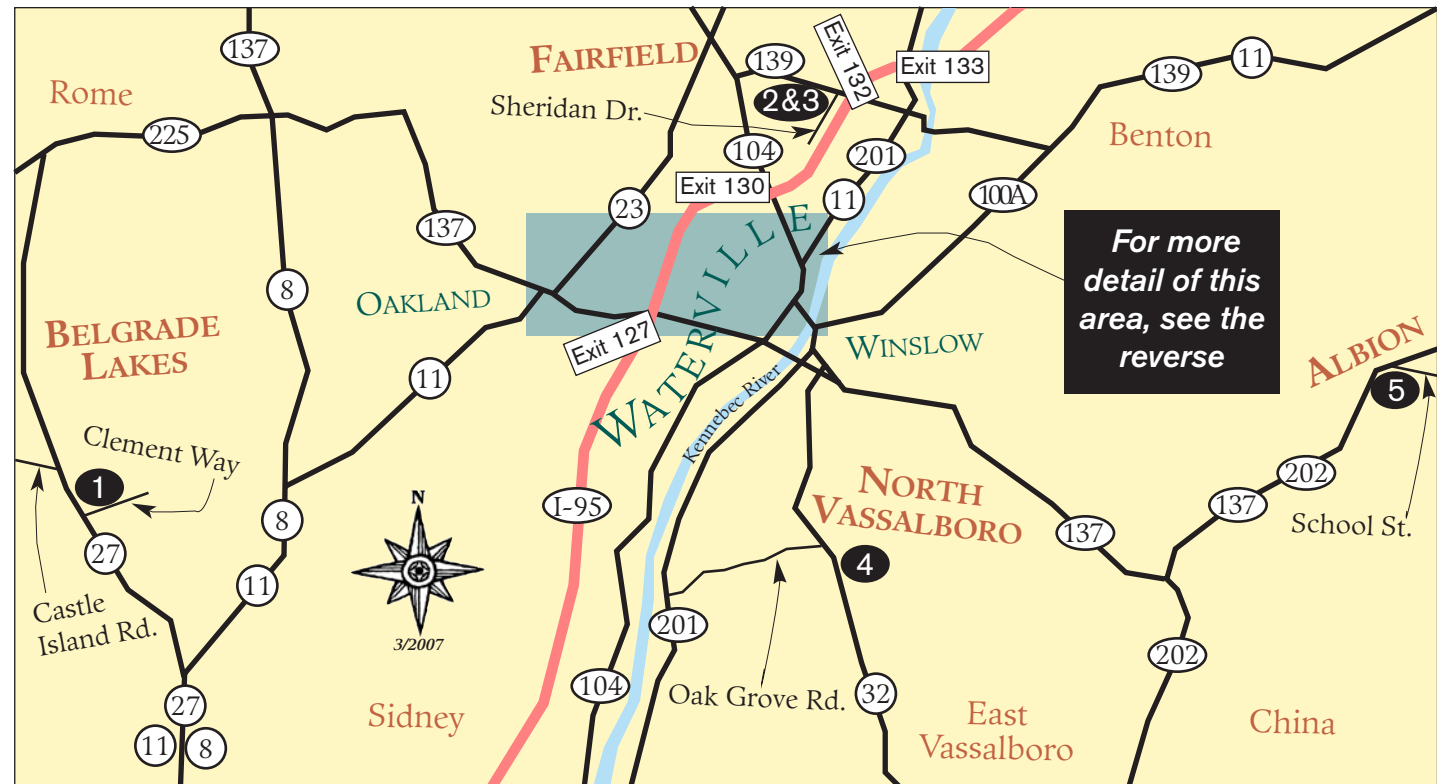 137
FAIRFIELD
139
Exit 132
Exit 133
139
11
Rome
Sheridan Dr.
2&3
225
104
201
Benton
Exit 130
100A
23
11
137
WATERVILLE
For more
detail of this
area, see the
reverse
8
OAKLAND
BELGRADE
LAKES
Exit 127
WINSLOW
ALBION
11
Kennebec River
5
Clement Way
1
NORTH
VASSALBORO
202
I-95
137
School St.
8
N
137
27
4
11
Castle
Island Rd.
3/2007
201
202
104
Oak Grove Rd.
32
27
Sidney
East
Vassalboro
China
11
8